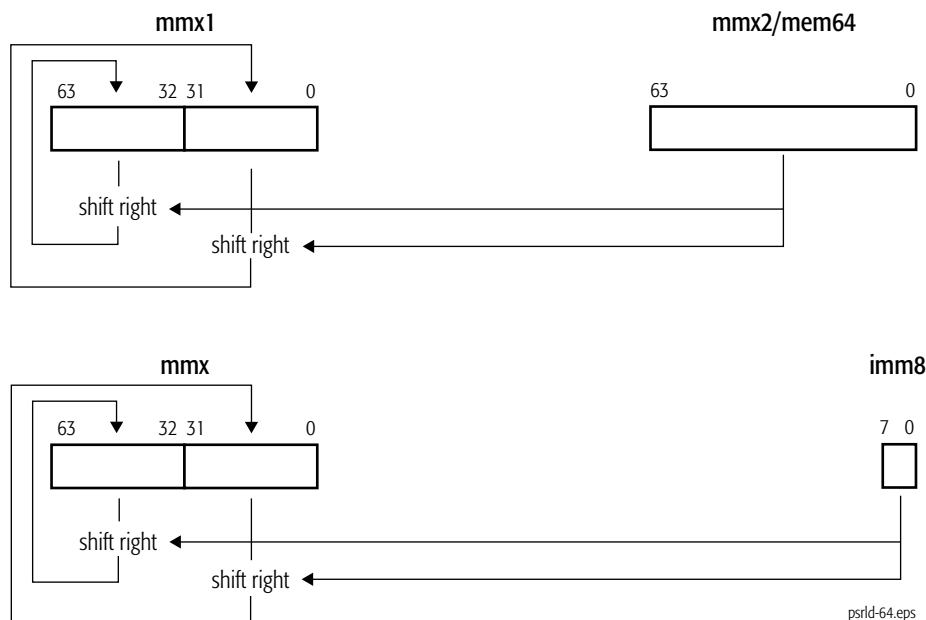 mmx1 mmx2/mem64
63 32 31 0 63 0
shift right
shift right
mmx imm8
63 32 31 0 7 0
shift right
shift right
psrld-64.eps